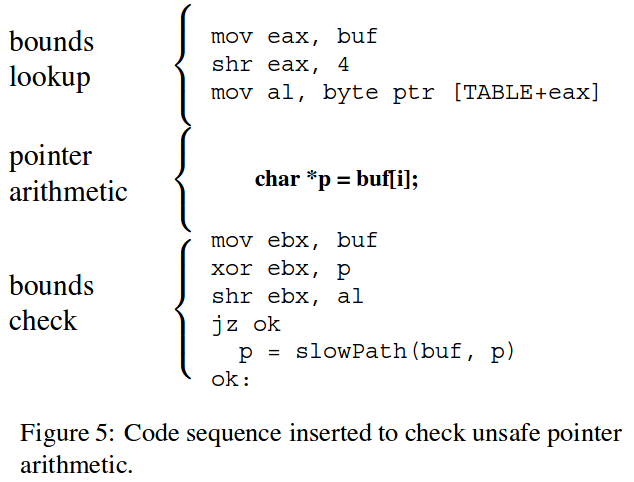 bounds
lookup
mov eax, buf
shr eax, 4
mov al, byte ptr [TABLE+eax]
pointer
arithmetic
char *p = buf[i];
bounds
check
mov ebx, buf
xor ebx, p
shr ebx, al
jz ok
p = slowPath(buf, p)
ok:
Figure 5: Code sequence inserted to check unsafe pointer
arithmetic.